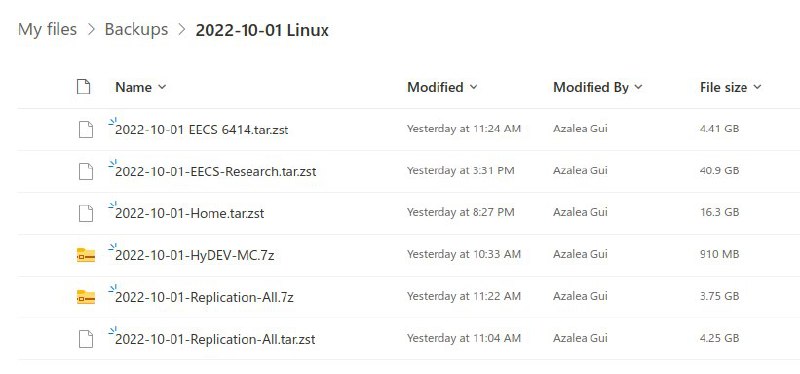 My files > Backups > 2022-10-01 Linux
Name Modified Modified By File size
2022-10-01 EECS 6414.tar.zst Yesterday at 11:24 AM Azalea Gui 4.41 GB
2022-10-01-EECS-Research.tar.zst Yesterday at 3:31 PM Azalea Gui 40.9 GB
2022-10-01-Home.tar.zst Yesterday at 8:27 PM Azalea Gui 16.3 GB
2022-10-01-HyDEV-MC.7z Yesterday at 10:33 AM Azalea Gui 910 MB
2022-10-01-Replication-All.7z Yesterday at 11:22 AM Azalea Gui 3.75 GB
2022-10-01-Replication-All.tar.zst Yesterday at 11:04 AM Azalea Gui 4.25 GB